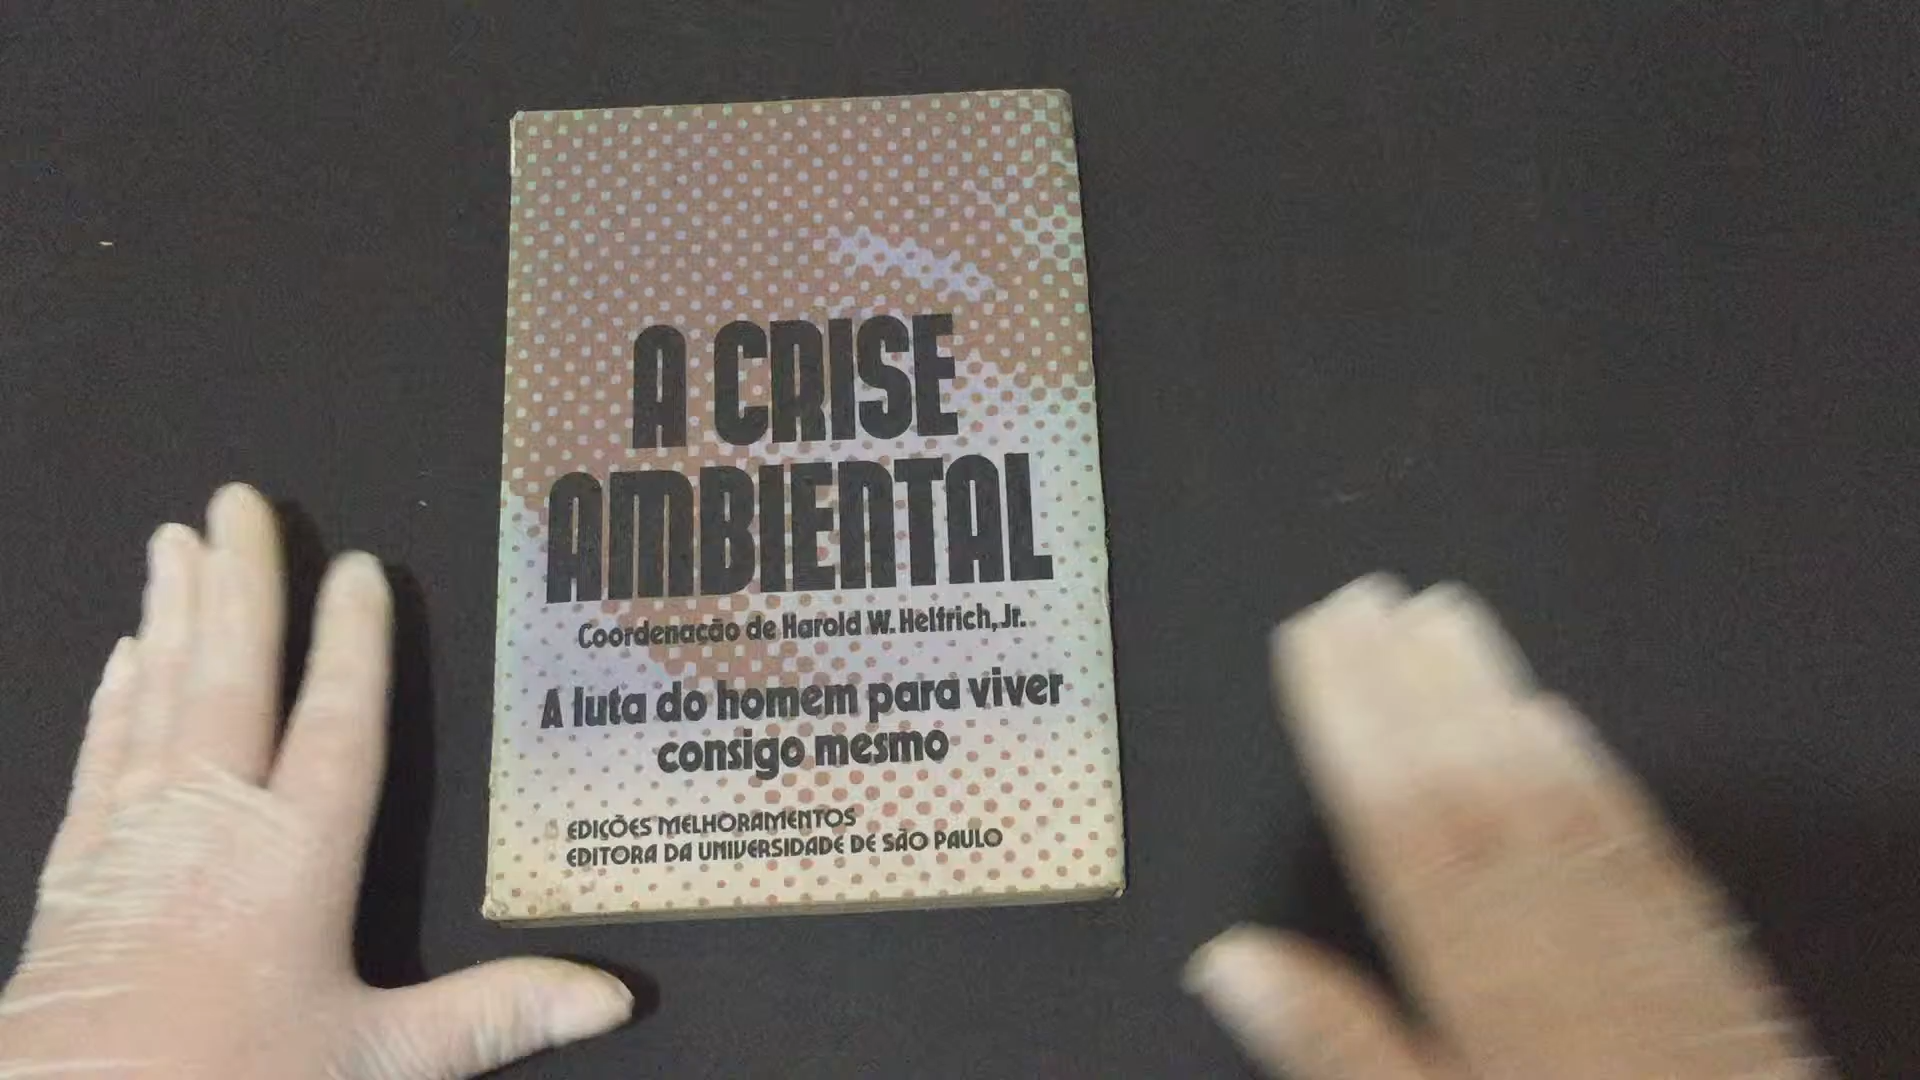 A CRISE
AMBIENTAL
Coordenação de Harold W. Helfrich, Jr.
A luta do homem para viver
consigo mesmo
EDIÇÕES MELHORAMENTOS
EDITORA DA UNIVERSIDADE DE SÃO PAULO